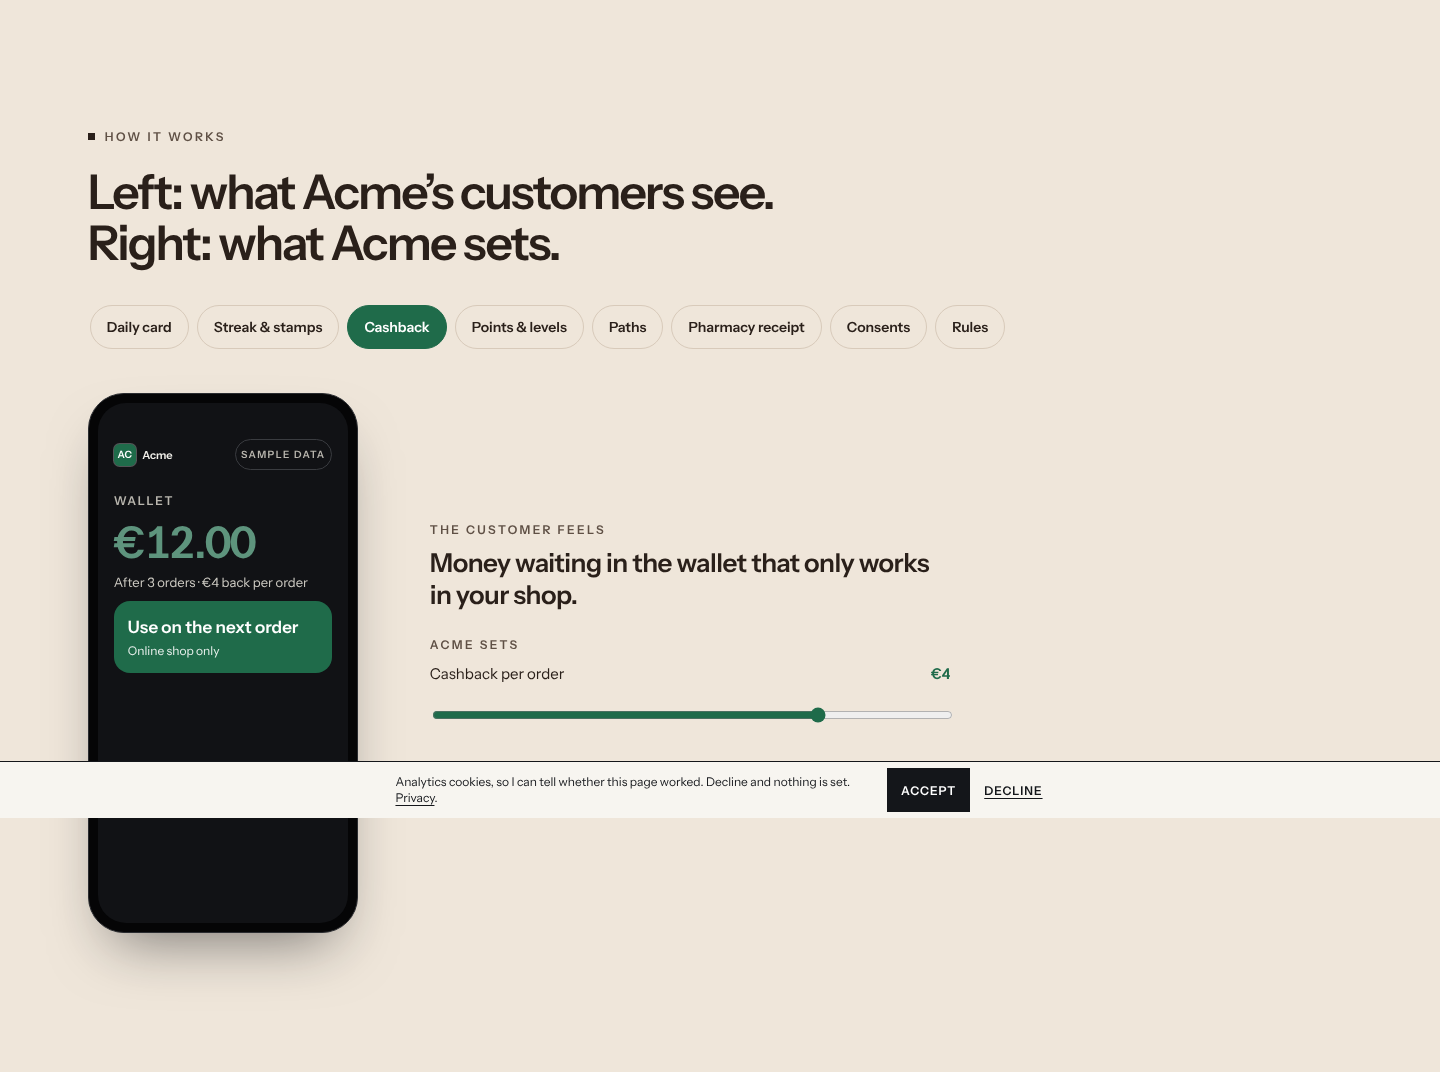 HOW IT WORKS
Left: what Acme’s customers see.
Right: what Acme sets.
Daily card
Streak & stamps
Cashback
Points & levels
Paths
Pharmacy receipt
Consents
Rules
AC
Acme
SAMPLE DATA
WALLET
€12.00
After 3 orders · €4 back per order
Use on the next order
Online shop only
THE CUSTOMER FEELS
Money waiting in the wallet that only works
in your shop.
ACME SETS
Cashback per order
€4
Analytics cookies, so I can tell whether this page worked. Decline and nothing is set.
Privacy.
ACCEPT
DECLINE